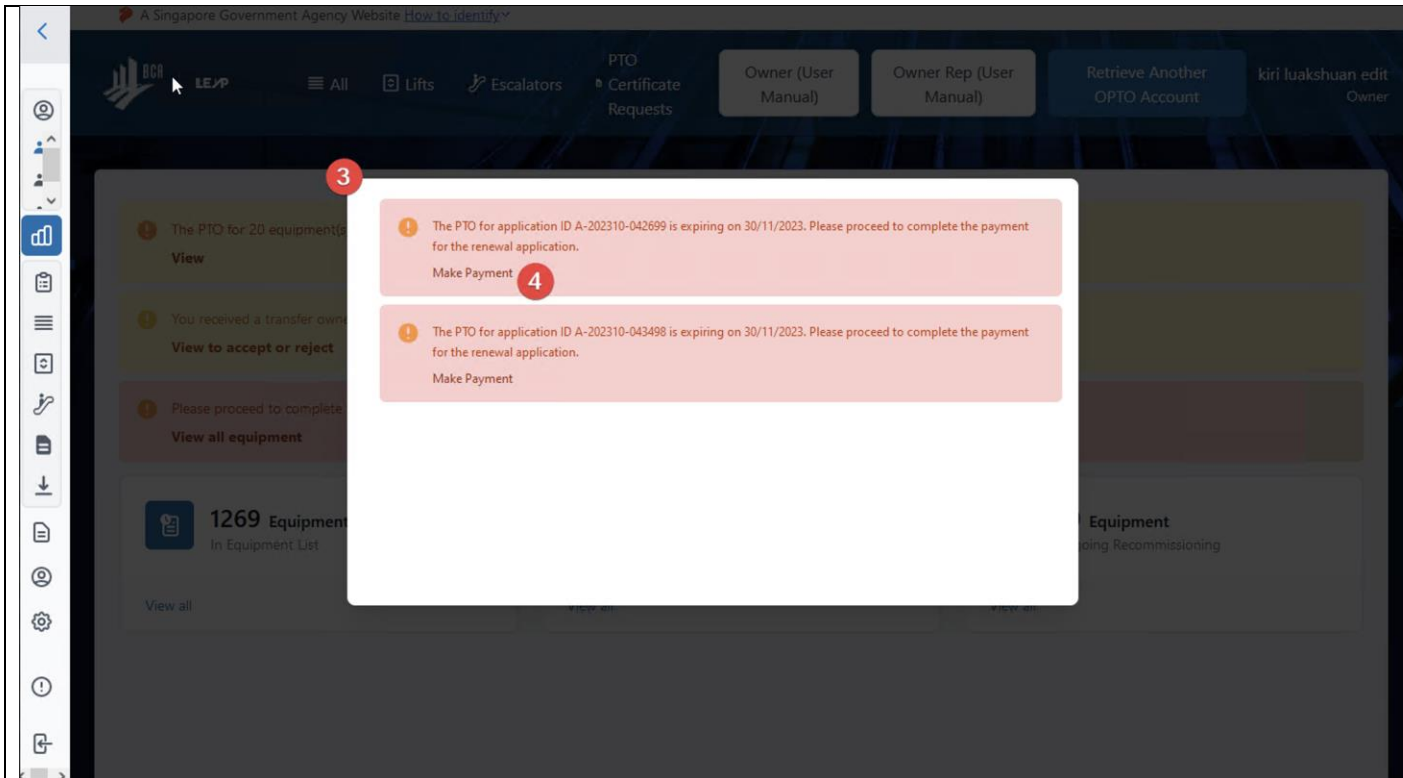 A Singapore Government Agency Website How to identify
BCA
LEAP
All
Lifts
Escalators
PTO
Certificate
Requests
Owner (User
Manual)
Owner Rep (User
Manual)
Retrieve Another
OPTO Account
kiri luakshuan edit
Owner
3
The PTO for application ID A-202310-042699 is expiring on 30/11/2023. Please proceed to complete the payment
for the renewal application.
Make Payment
4
The PTO for application ID A-202310-043498 is expiring on 30/11/2023. Please proceed to complete the payment
for the renewal application.
Make Payment
The PTO for 20 equipment(s
View
You received a transfer owne
View to accept or reject
Please proceed to complete
View all equipment
1269 Equipment
In Equipment List
View all
View all
Equipment
going Recommissioning
View all